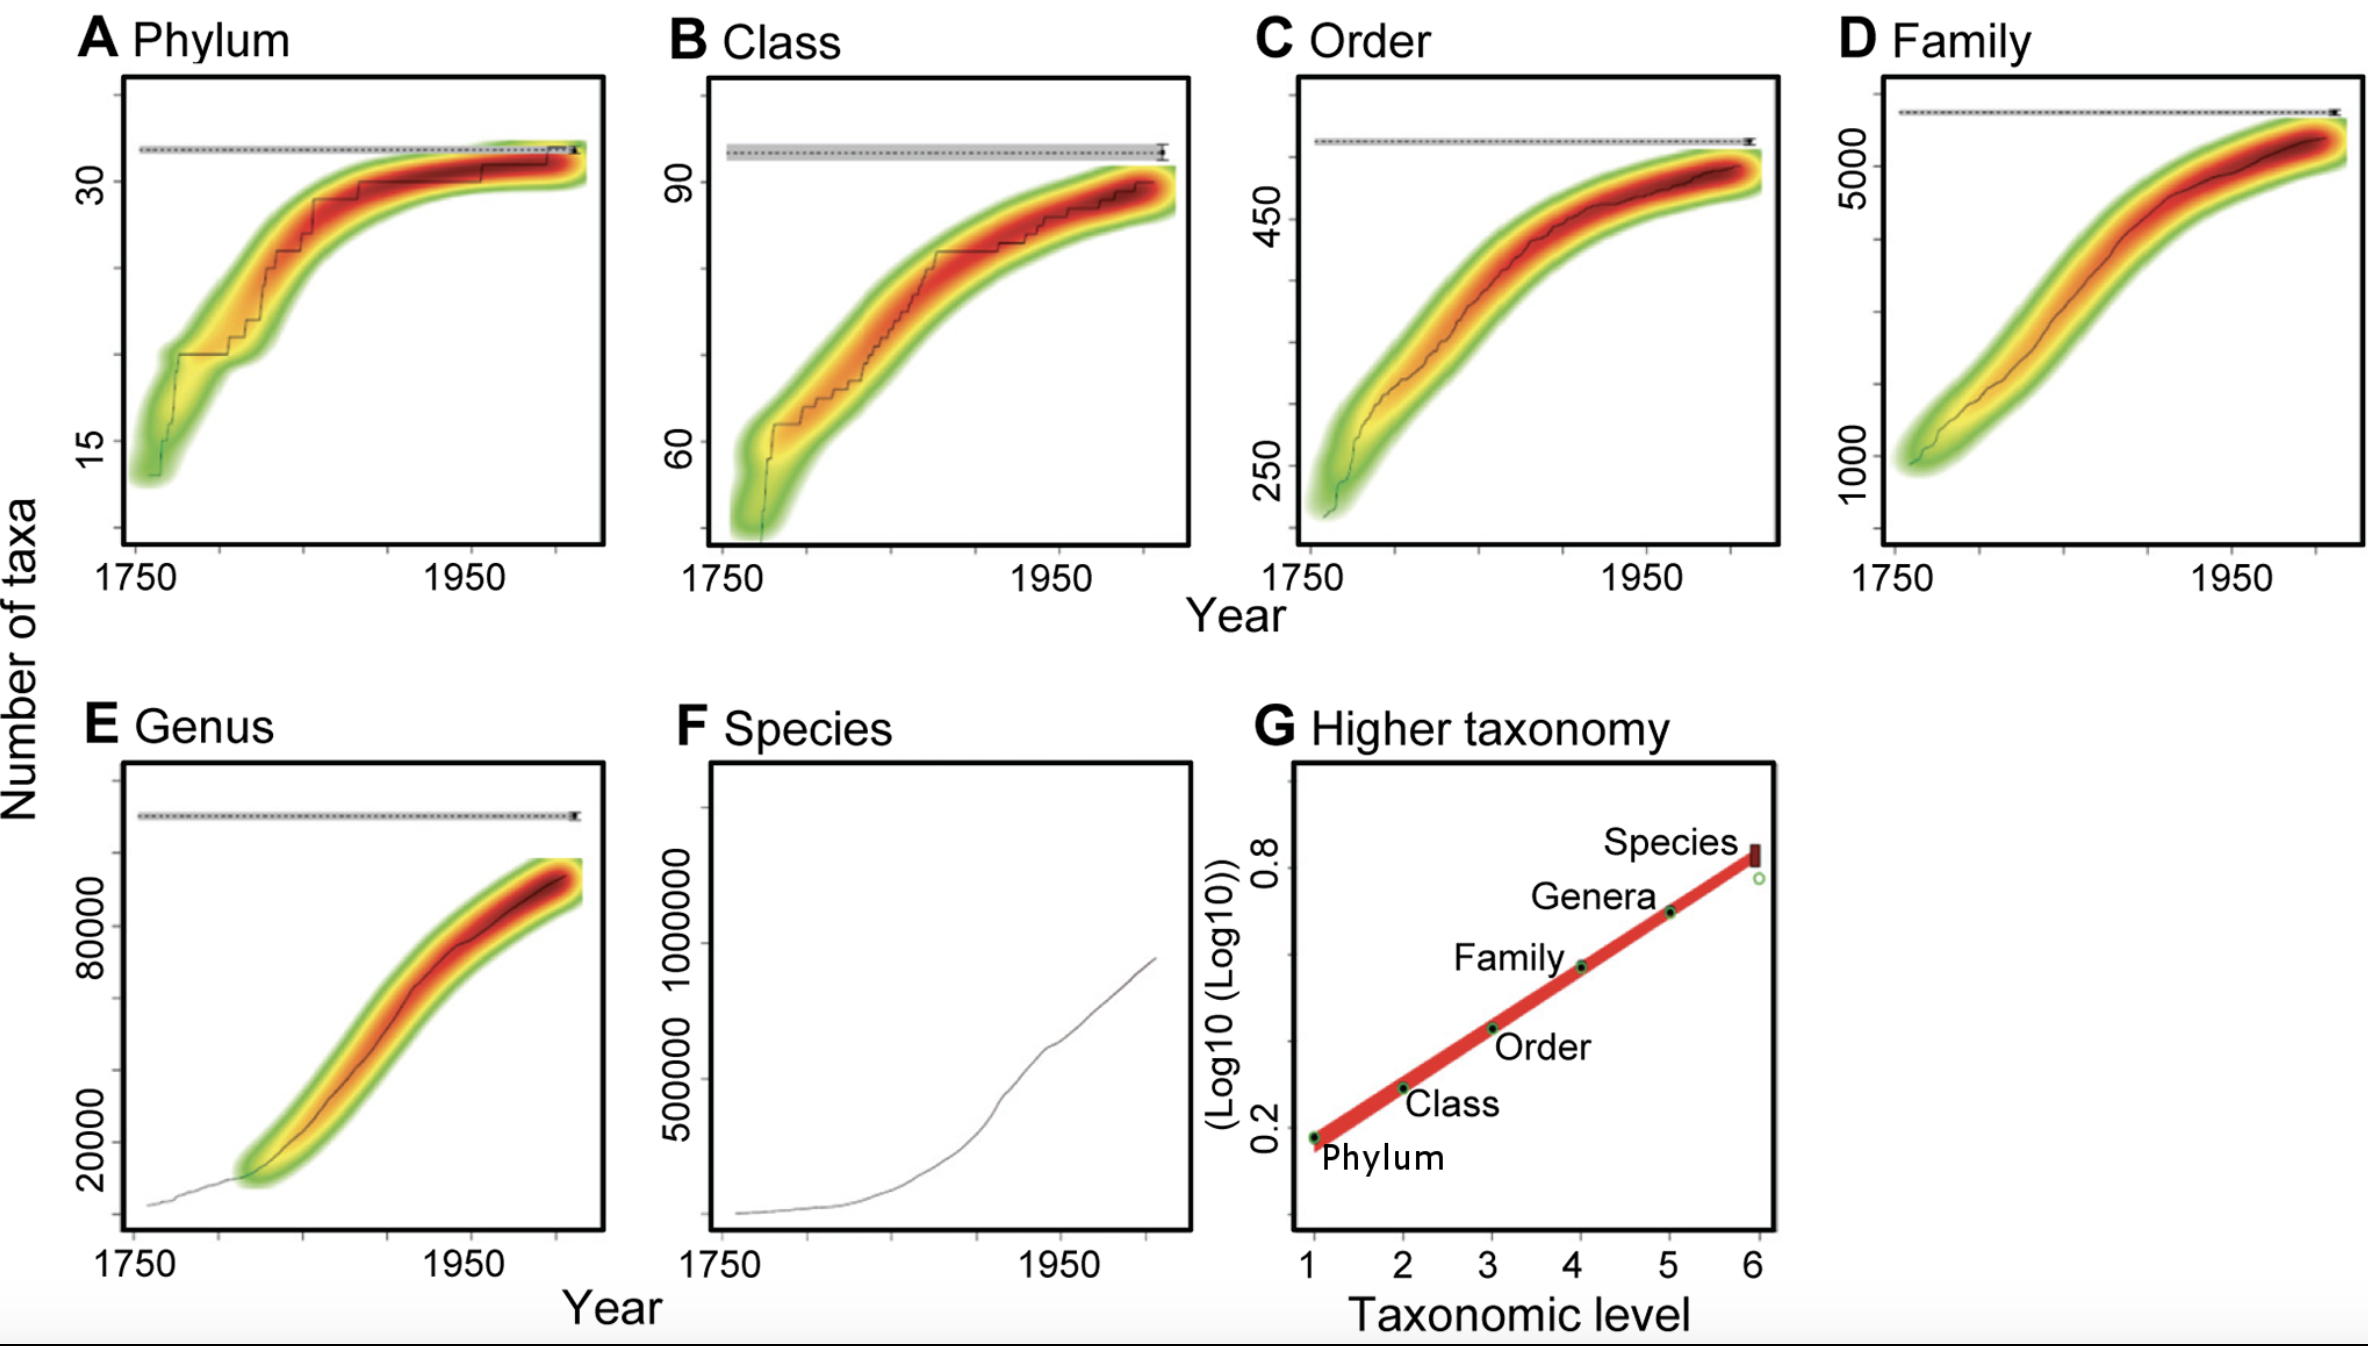 A Phylum
B Class
C Order
D Family
Number of taxa
30
15
1750 1950
90
60
1750 1950
450
250
1750 1950
5000
1000
1750 1950
Year
E Genus
F Species
G Higher taxonomy
80000
20000
1750 1950
Year
1000000
500000
1750 1950
(Log10 (Log10))
0.8
0.2
Species
Genera
Family
Order
Class
Phylum
1 2 3 4 5 6
Taxonomic level